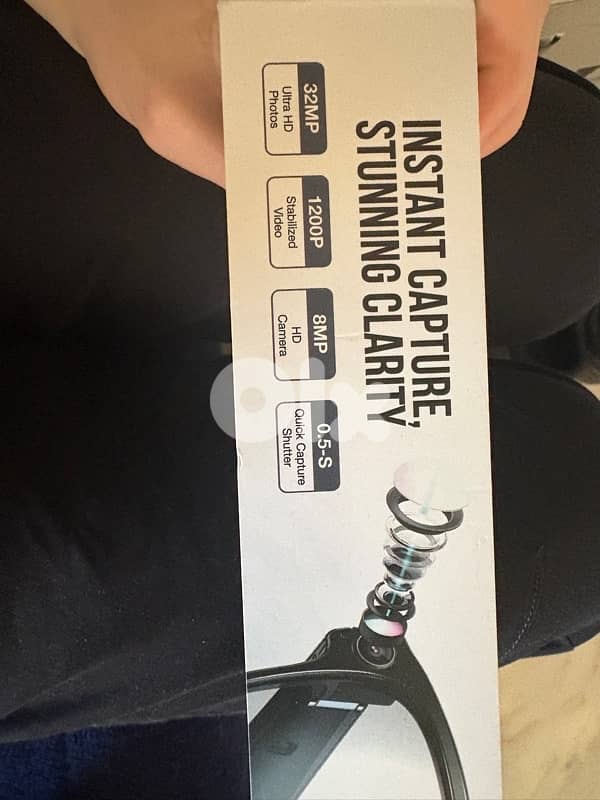 INSTANT CAPTURE,
STUNNING CLARITY
32MP
Ultra HD
Photos
1200P
Stabilized
Video
8MP
HD
Camera
0.5-S
Quick Capture
Shutter
olx